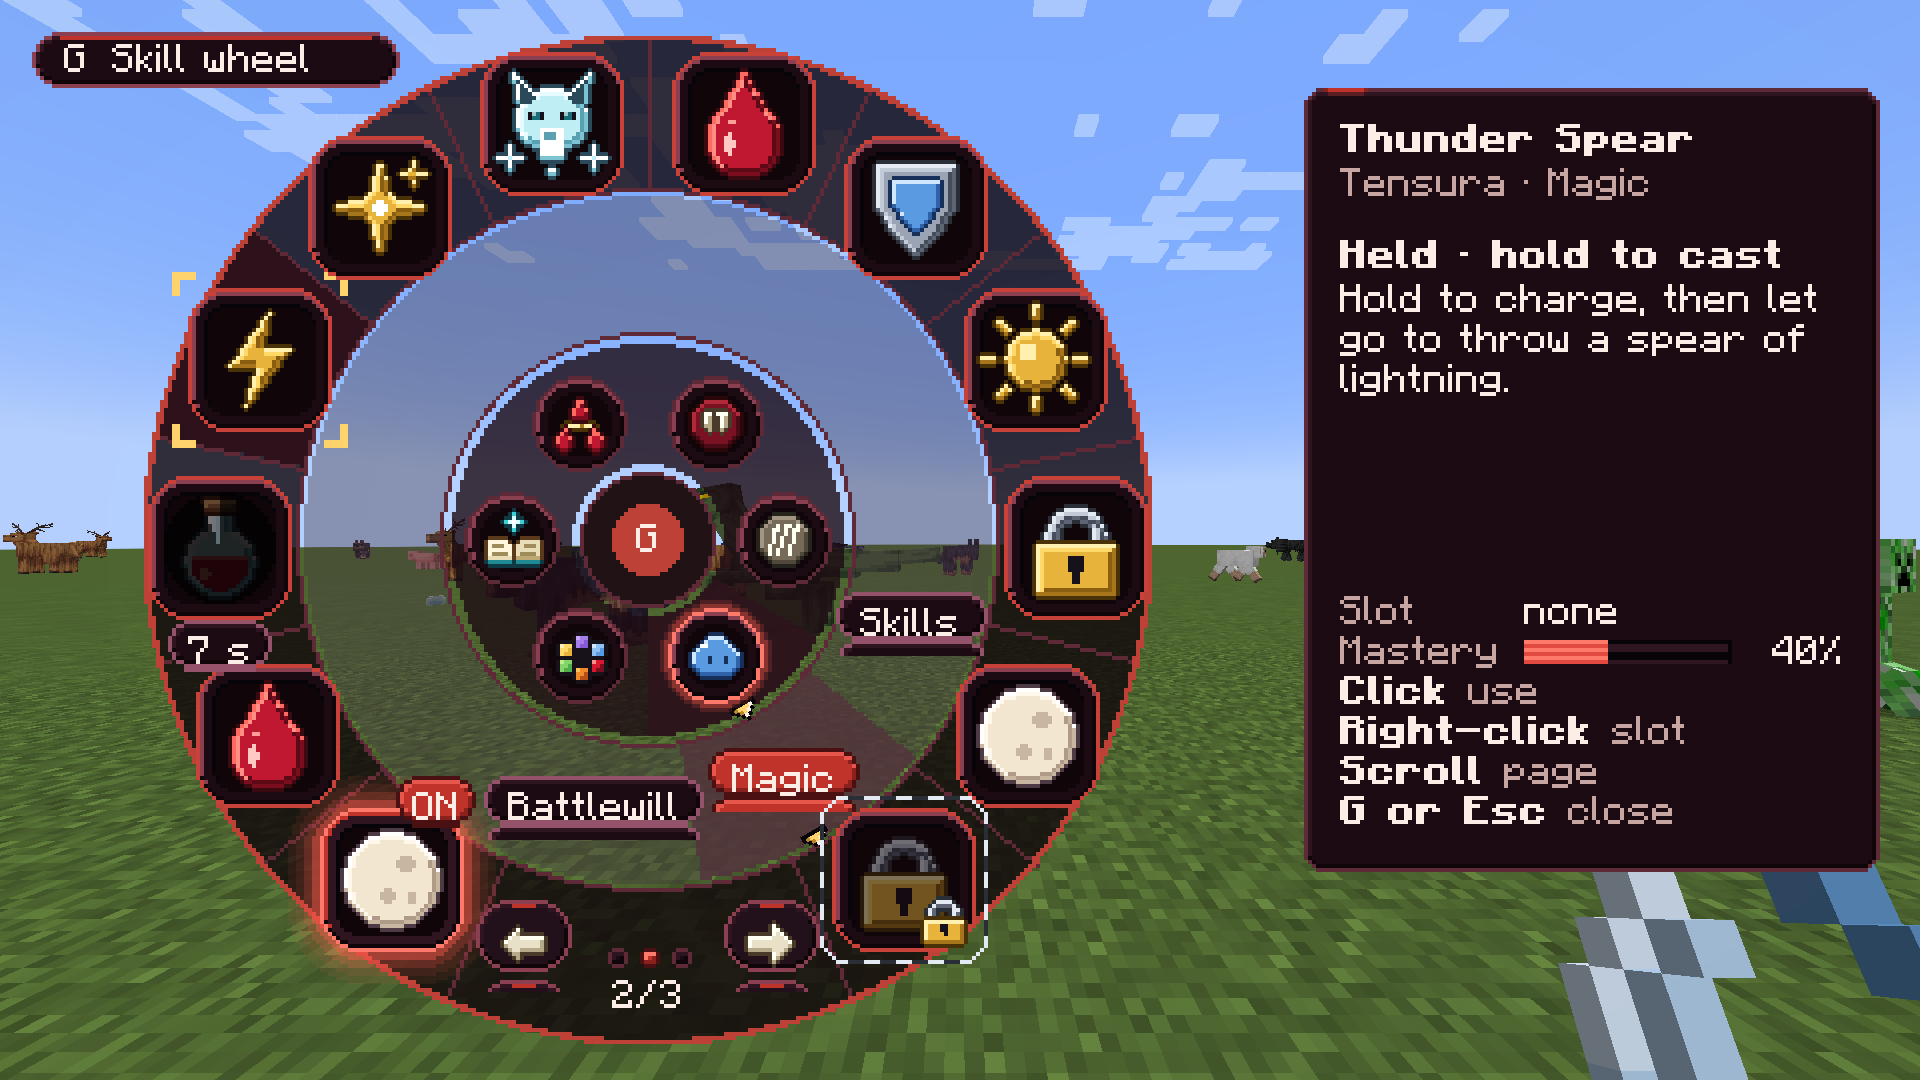 G Skill wheel
Thunder Spear
Tensura · Magic
Held · hold to cast
Hold to charge, then let
go to throw a spear of
lightning.
G
Skills
7 s
ON
Battlewill
Magic
2/3
Slot none
Mastery 40%
Click use
Right-click slot
Scroll page
G or Esc close